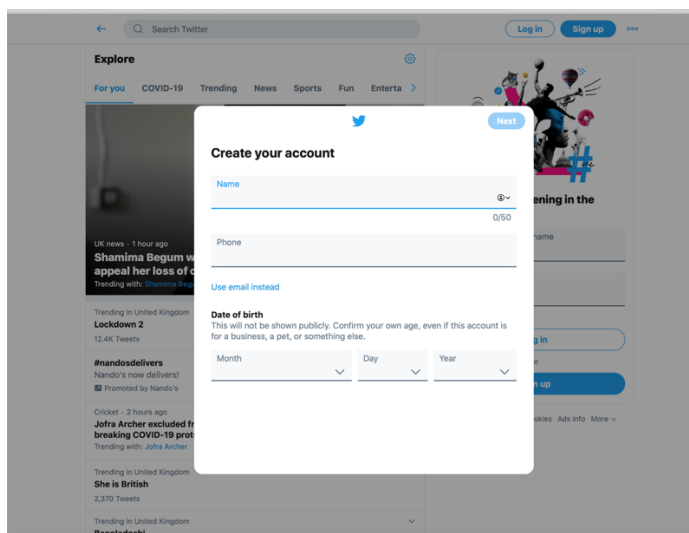 Search Twitter
Log in
Sign up
Explore
For you COVID-19 Trending News Sports Fun Enterta
Next
Create your account
Name
0/50
Phone
Use email instead
Date of birth
This will not be shown publicly. Confirm your own age, even if this account is
for a business, a pet, or something else.
Month
Day
Year
UK news · 1 hour ago
Shamima Begum w
appeal her loss of c
Trending with: Shamima Begu
Trending in United Kingdom
Lockdown 2
12.4K Tweets
#nandosdelivers
Nando's now delivers!
Promoted by Nando's
Cricket · 2 hours ago
Jofra Archer excluded fr
breaking COVID-19 prot
Trending with: Jofra Archer
Trending in United Kingdom
She is British
2,370 Tweets
Trending in United Kingdom
ening in the
name
g in
n up
okies Ads info More